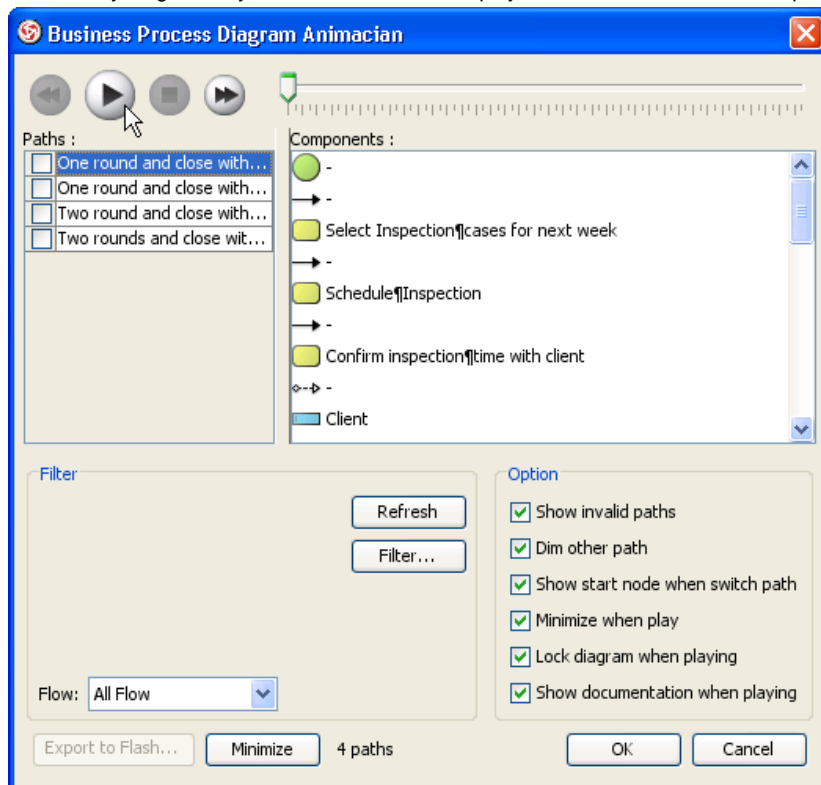 Business Process Diagram Animacian
Paths :
One round and close with...
One round and close with...
Two round and close with...
Two rounds and close wit...
Components :
-
-
Select Inspection¶cases for next week
-
Schedule¶Inspection
-
Confirm inspection¶time with client
-
Client
Filter
Refresh
Filter...
Flow: All Flow
Option
Show invalid paths
Dim other path
Show start node when switch path
Minimize when play
Lock diagram when playing
Show documentation when playing
Export to Flash... Minimize 4 paths OK Cancel